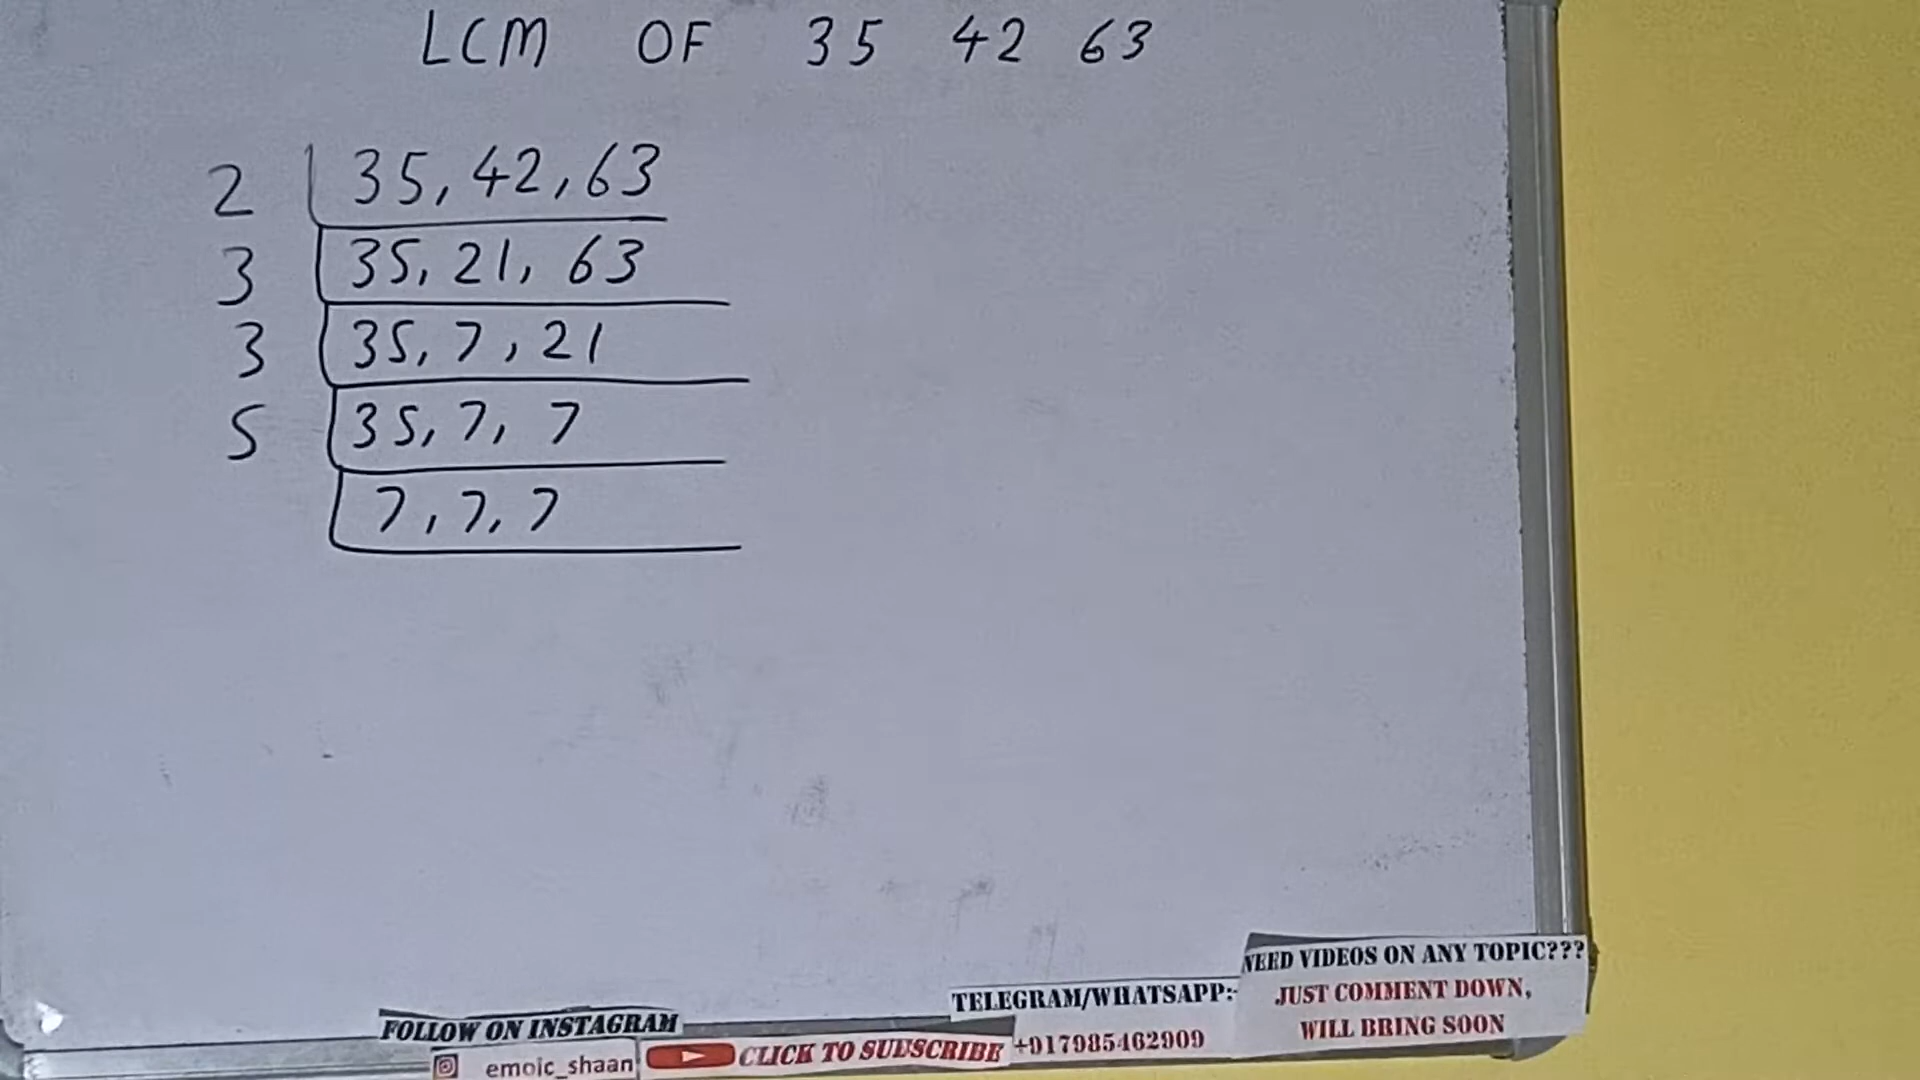 LCM OF 35 42 63
2 35, 42, 63
3 35, 21, 63
3 35, 7, 21
5 35, 7, 7
7, 7, 7
NEED VIDEOS ON ANY TOPIC???
JUST COMMENT DOWN,
WILL BRING SOON
TELEGRAM/WHATSAPP:-
+917985462909
FOLLOW ON INSTAGRAM
emoic_shaan
CLICK TO SUBSCRIBE